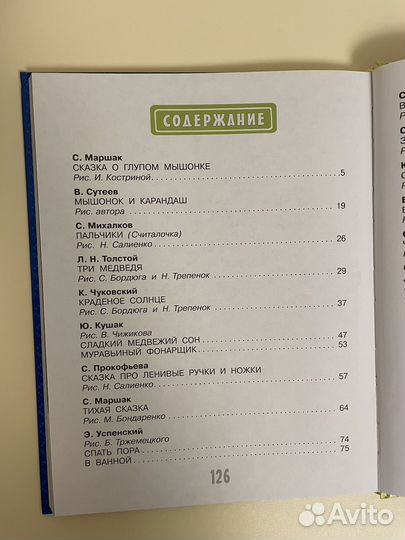 СОДЕРЖАНИЕ
С. Маршак
СКАЗКА О ГЛУПОМ МЫШОНКЕ
Рис. И. Костриной 5
В. Сутеев
МЫШОНОК И КАРАНДАШ
Рис. автора 19
С. Михалков
ПАЛЬЧИКИ (Считалочка)
Рис. Н. Салиенко 26
Л. Н. Толстой
ТРИ МЕДВЕДЯ
Рис. С. Бордюга и Н. Трепенок 29
К. Чуковский
КРАДЕНОЕ СОЛНЦЕ
Рис. С. Бордюга и Н. Трепенок 37
Ю. Кушак
Рис. В. Чижикова
СЛАДКИЙ МЕДВЕЖИЙ СОН 47
МУРАВЬИНЫЙ ФОНАРЩИК 53
С. Прокофьева
СКАЗКА ПРО ЛЕНИВЫЕ РУЧКИ И НОЖКИ
Рис. Н. Салиенко 57
С. Маршак
ТИХАЯ СКАЗКА
Рис. М. Бондаренко 64
Э. Успенский
Рис. Б. Тржемецкого
СПАТЬ ПОРА 74
В ВАННОЙ 75
126
Avito